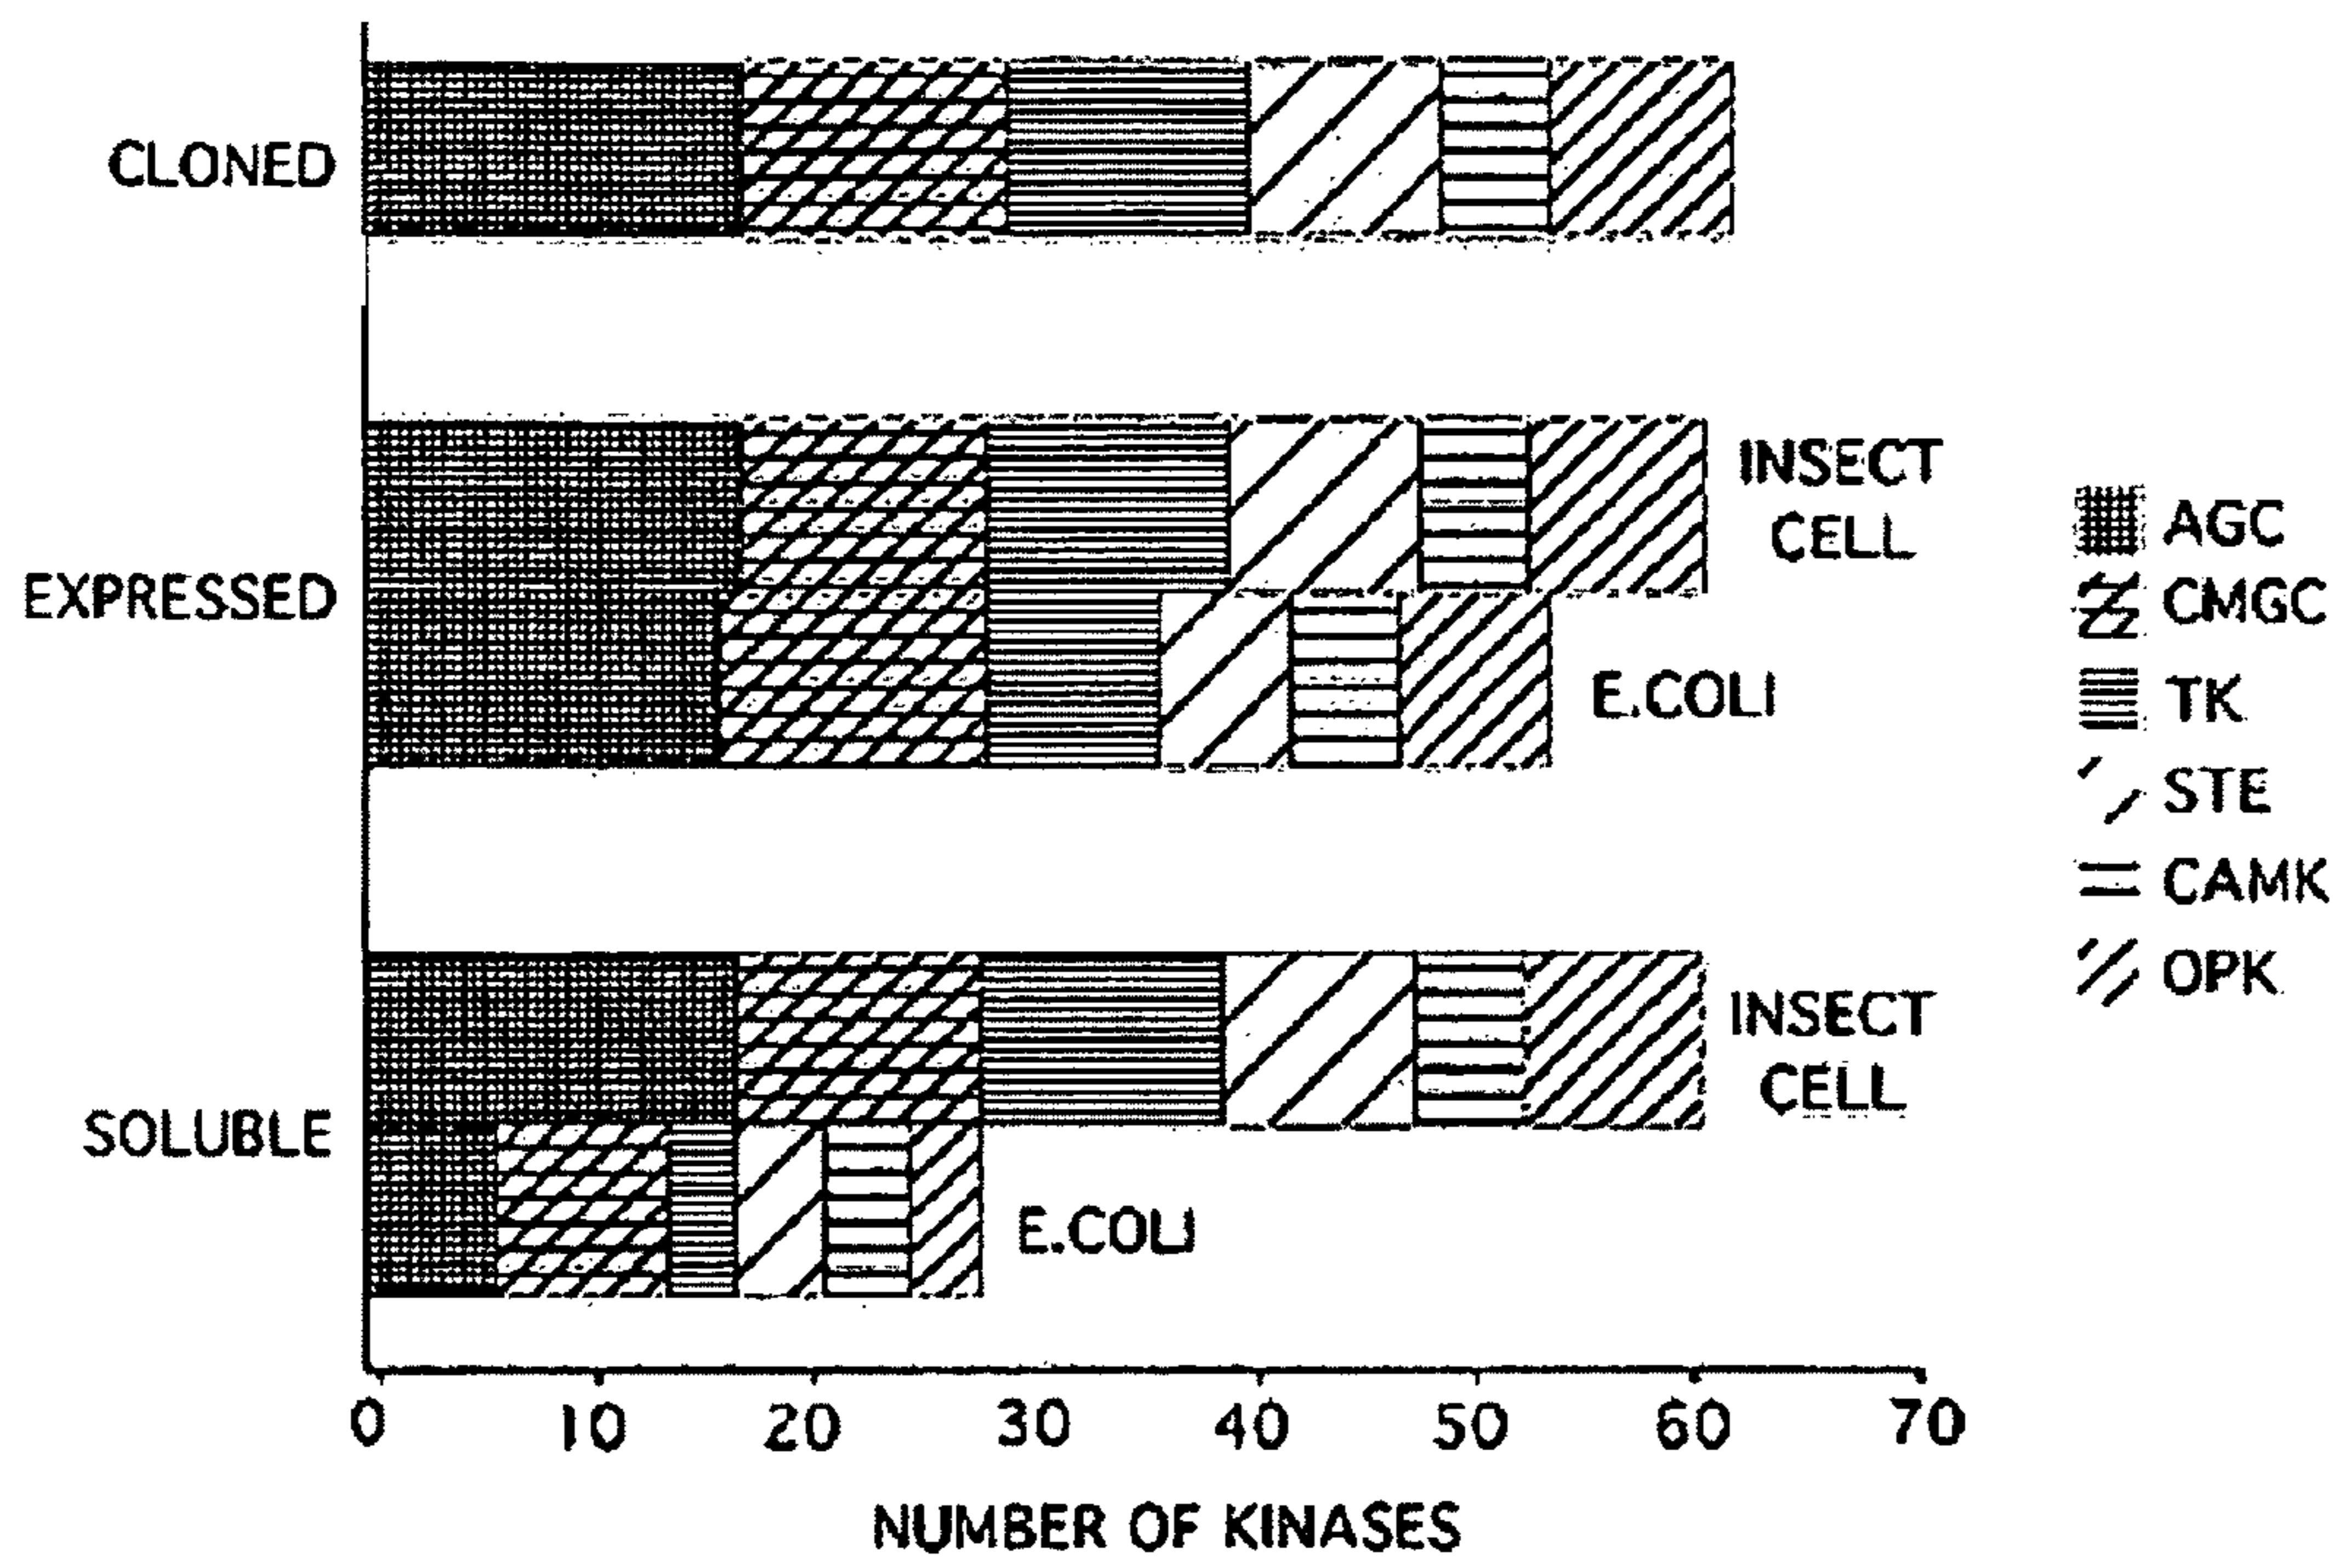 CLONED
INSECT
CELL
EXPRESSED
E.COLI
INSECT
CELL
SOLUBLE
E.COLI
0 10 20 30 40 50 60 70
NUMBER OF KINASES
AGC
CMGC
TK
STE
CAMK
OPK